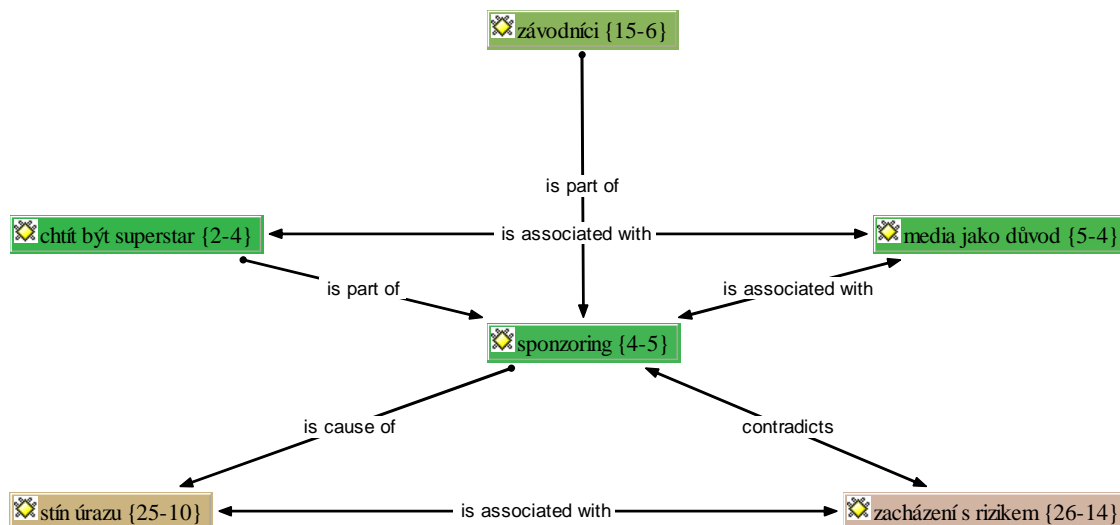 závodníci {15-6}
is part of
chtít být superstar {2-4}
is associated with
media jako důvod {5-4}
is part of
is associated with
sponzoring {4-5}
is cause of
contradicts
stín úrazu {25-10}
is associated with
zacházení s rizikem {26-14}